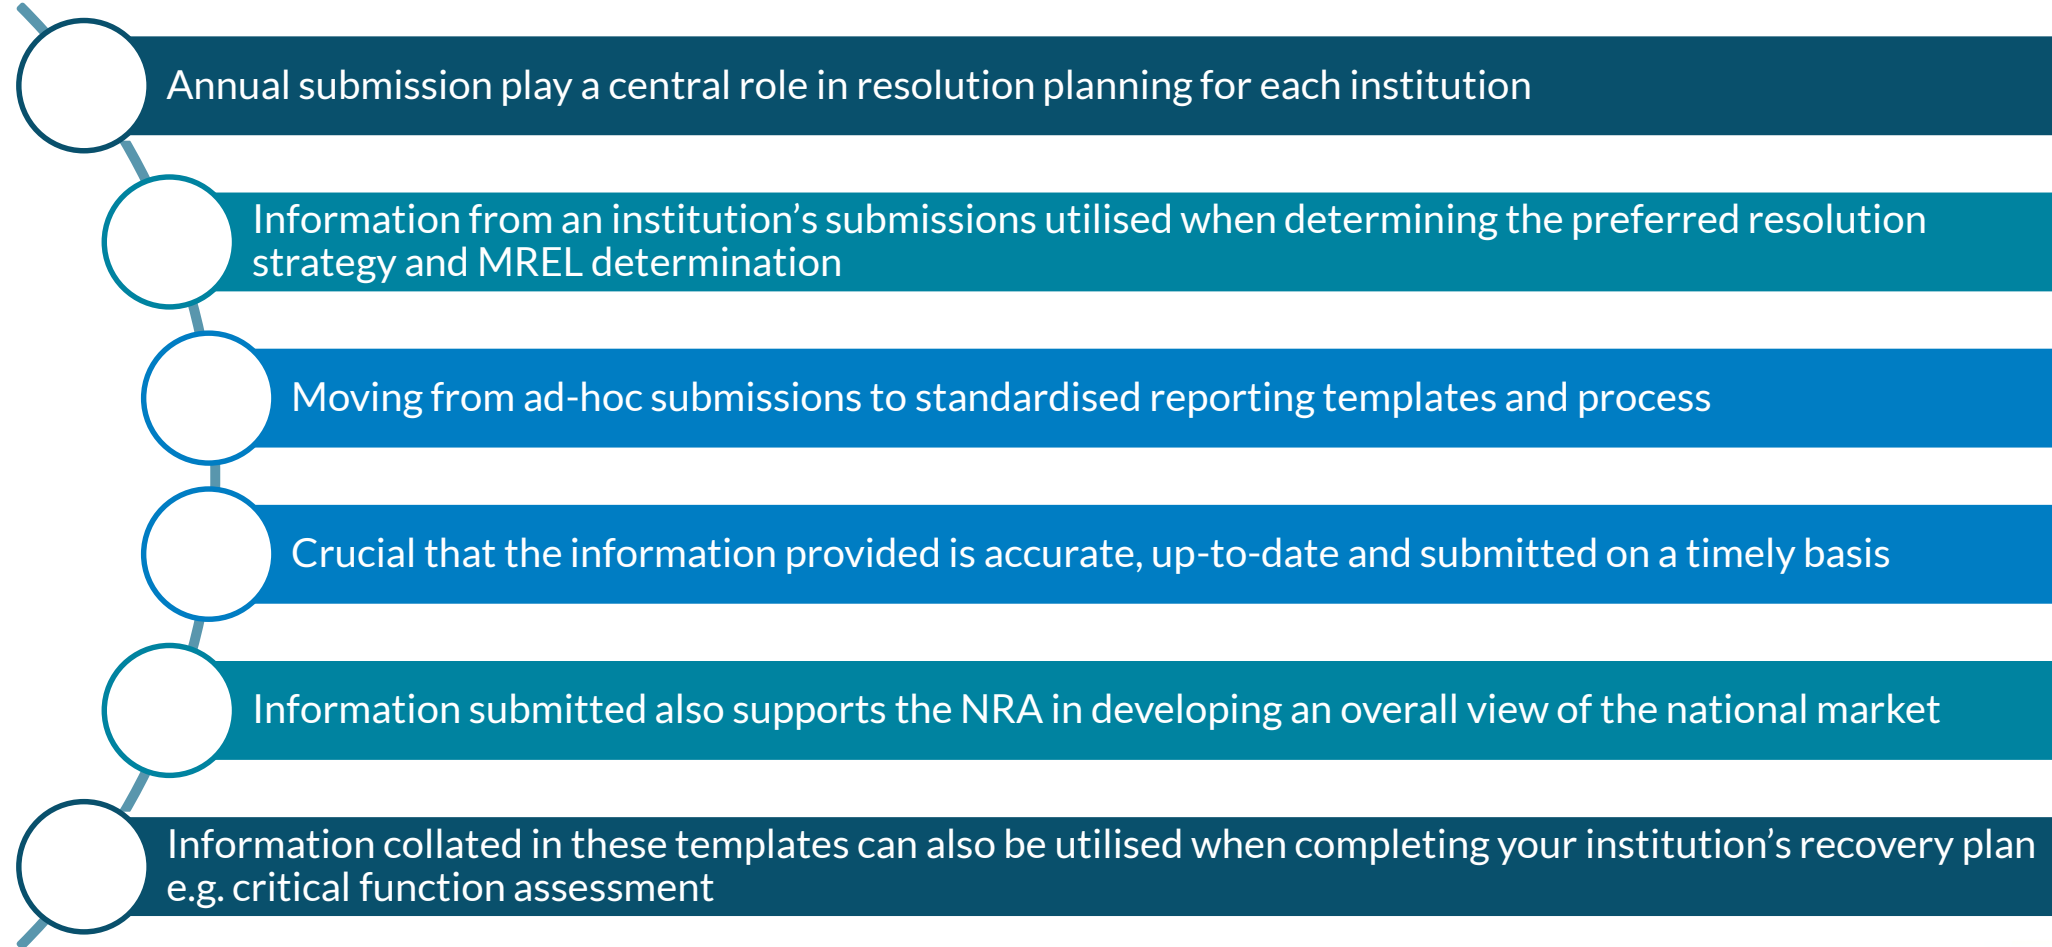 Annual submission play a central role in resolution planning for each institution
Information from an institution’s submissions utilised when determining the preferred resolution
strategy and MREL determination
Moving from ad-hoc submissions to standardised reporting templates and process
Crucial that the information provided is accurate, up-to-date and submitted on a timely basis
Information submitted also supports the NRA in developing an overall view of the national market
Information collated in these templates can also be utilised when completing your institution’s recovery plan
e.g. critical function assessment